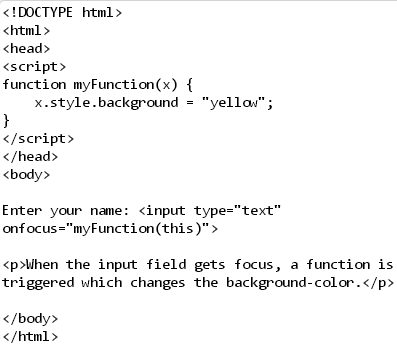 <!DOCTYPE html>
<html>
<head>
<script>
function myFunction(x) {
    x.style.background = "yellow";
}
</script>
</head>
<body>

Enter your name: <input type="text"
onfocus="myFunction(this)">

<p>When the input field gets focus, a function is
triggered which changes the background-color.</p>

</body>
</html>